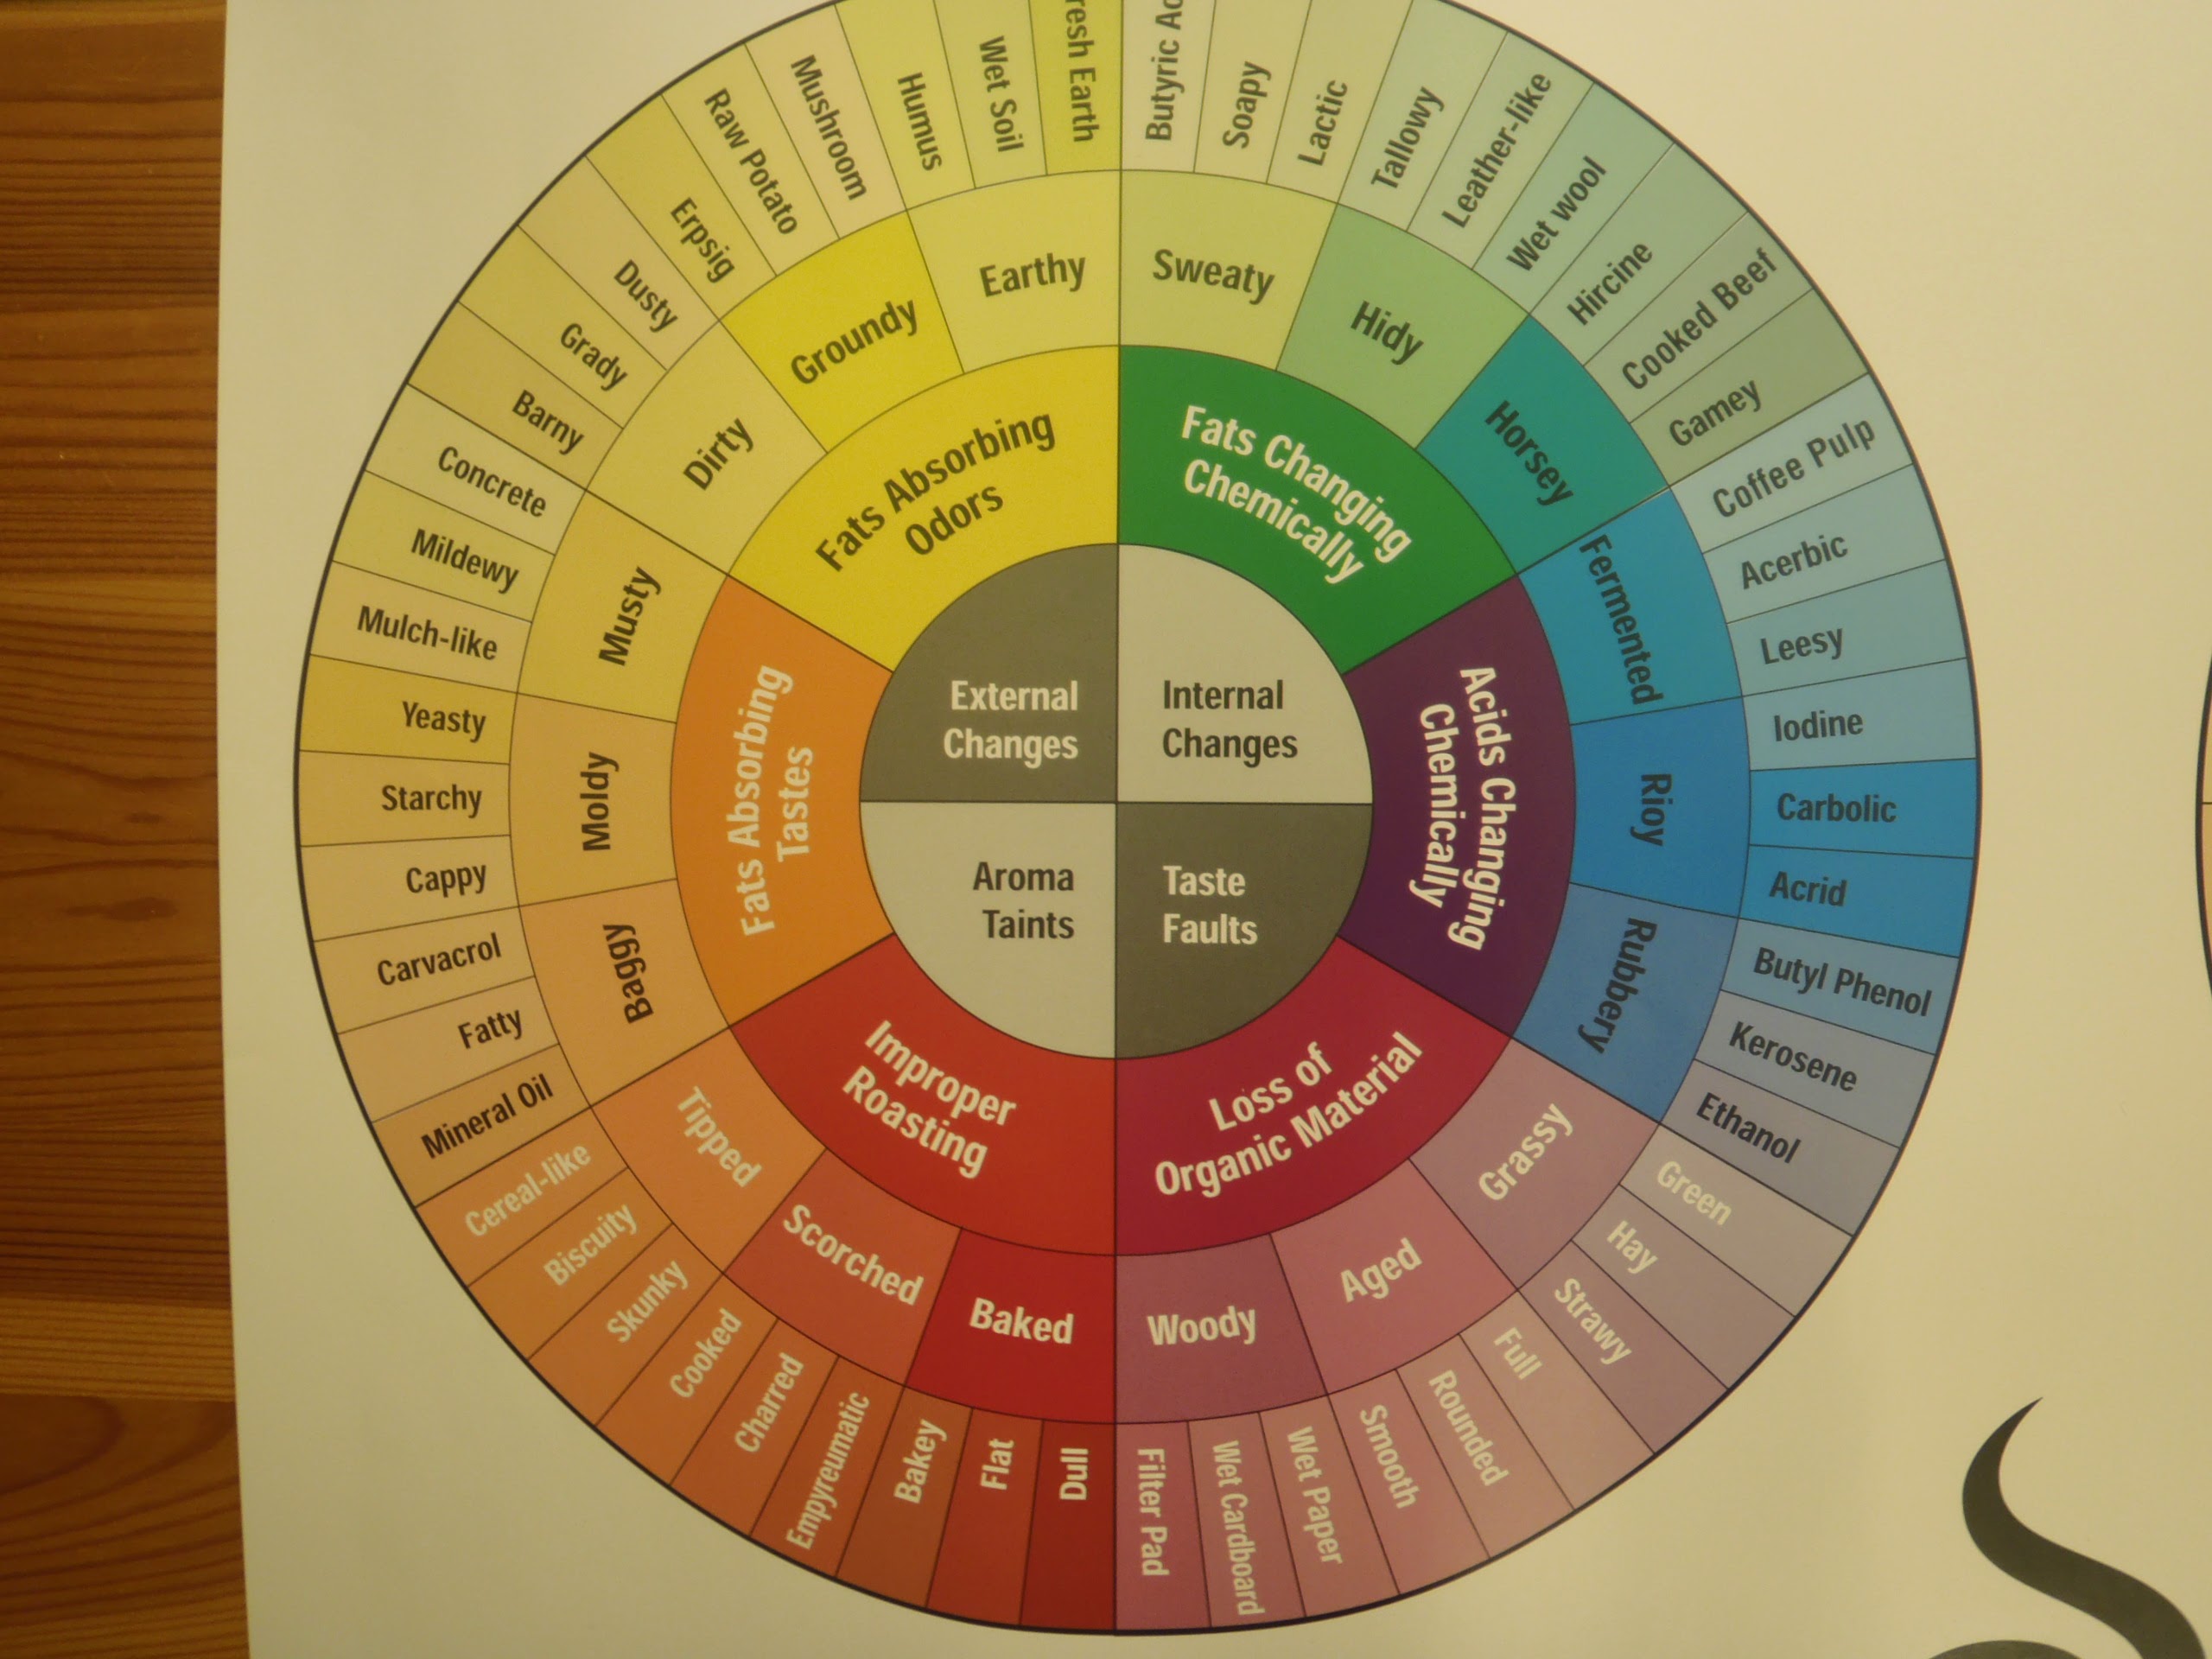 External
Changes
Internal
Changes
Aroma
Taints
Taste
Faults
Fats Changing
Chemically
Acids Changing
Chemically
Loss of
Organic Material
Improper
Roasting
Fats Absorbing
Tastes
Fats Absorbing
Odors
Sweaty
Hidy
Horsey
Fermented
Rioy
Rubbery
Grassy
Aged
Woody
Baked
Scorched
Tipped
Baggy
Moldy
Musty
Dirty
Groundy
Earthy
Butyric Ac
Soapy
Lactic
Tallowy
Leather-like
Wet wool
Hircine
Cooked Beef
Gamey
Coffee Pulp
Acerbic
Leesy
Iodine
Carbolic
Acrid
Butyl Phenol
Kerosene
Ethanol
Green
Hay
Strawy
Full
Rounded
Smooth
Wet Paper
Wet Cardboard
Filter Pad
Dull
Flat
Bakey
Empyreumatic
Charred
Cooked
Skunky
Biscuity
Cereal-like
Mineral Oil
Fatty
Carvacrol
Cappy
Starchy
Yeasty
Mulch-like
Mildewy
Concrete
Barny
Grady
Dusty
Erpsig
Raw Potato
Mushroom
Humus
Wet Soil
resh Earth